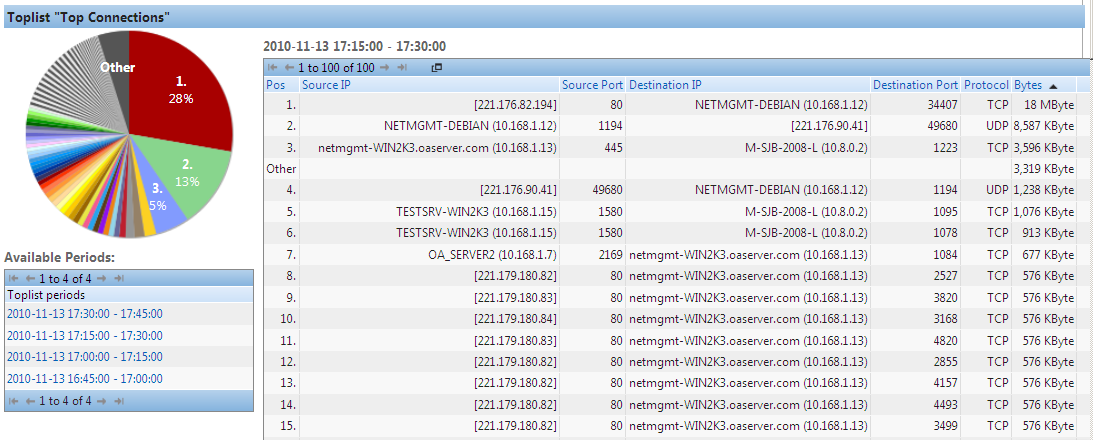 Toplist "Top Connections"
Other
1.
28%
2.
13%
3.
5%
Available Periods:
1 to 4 of 4
Toplist periods
2010-11-13 17:30:00 - 17:45:00
2010-11-13 17:15:00 - 17:30:00
2010-11-13 17:00:00 - 17:15:00
2010-11-13 16:45:00 - 17:00:00
1 to 4 of 4
2010-11-13 17:15:00 - 17:30:00
1 to 100 of 100
Pos Source IP Source Port Destination IP Destination Port Protocol Bytes
1. [221.176.82.194] 80 NETMGMT-DEBIAN (10.168.1.12) 34407 TCP 18 MByte
2. NETMGMT-DEBIAN (10.168.1.12) 1194 [221.176.90.41] 49680 UDP 8,587 KByte
3. netmgmt-WIN2K3.oaserver.com (10.168.1.13) 445 M-SJB-2008-L (10.8.0.2) 1223 TCP 3,596 KByte
Other 3,319 KByte
4. [221.176.90.41] 49680 NETMGMT-DEBIAN (10.168.1.12) 1194 UDP 1,238 KByte
5. TESTSRV-WIN2K3 (10.168.1.15) 1580 M-SJB-2008-L (10.8.0.2) 1095 TCP 1,076 KByte
6. TESTSRV-WIN2K3 (10.168.1.15) 1580 M-SJB-2008-L (10.8.0.2) 1078 TCP 913 KByte
7. OA_SERVER2 (10.168.1.7) 2169 netmgmt-WIN2K3.oaserver.com (10.168.1.13) 1084 TCP 677 KByte
8. [221.179.180.82] 80 netmgmt-WIN2K3.oaserver.com (10.168.1.13) 2527 TCP 576 KByte
9. [221.179.180.83] 80 netmgmt-WIN2K3.oaserver.com (10.168.1.13) 3820 TCP 576 KByte
10. [221.179.180.84] 80 netmgmt-WIN2K3.oaserver.com (10.168.1.13) 3168 TCP 576 KByte
11. [221.179.180.83] 80 netmgmt-WIN2K3.oaserver.com (10.168.1.13) 4820 TCP 576 KByte
12. [221.179.180.82] 80 netmgmt-WIN2K3.oaserver.com (10.168.1.13) 2855 TCP 576 KByte
13. [221.179.180.82] 80 netmgmt-WIN2K3.oaserver.com (10.168.1.13) 4157 TCP 576 KByte
14. [221.179.180.82] 80 netmgmt-WIN2K3.oaserver.com (10.168.1.13) 4493 TCP 576 KByte
15. [221.179.180.82] 80 netmgmt-WIN2K3.oaserver.com (10.168.1.13) 3499 TCP 576 KByte